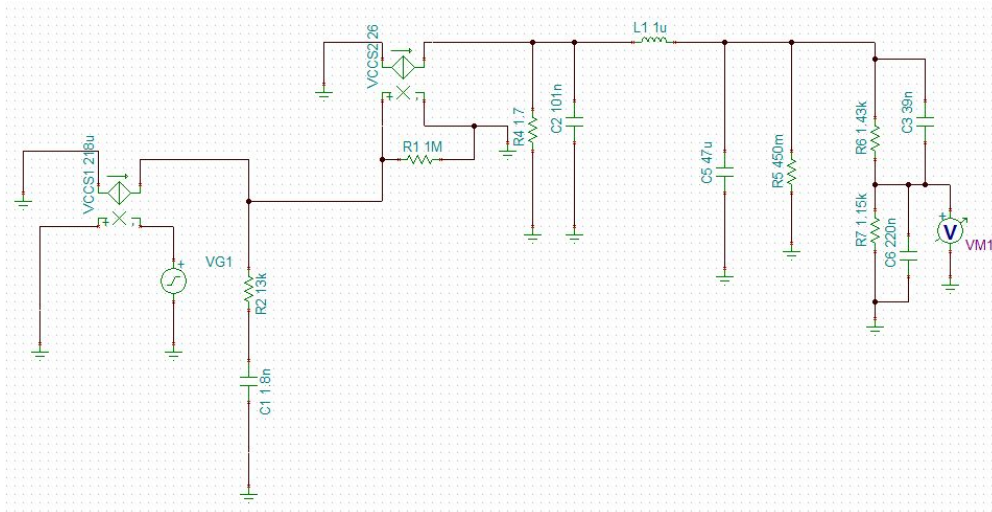 L1 1u
VCCS2 26
R4 1.7
C2 101n
C5 47u
R5 450m
R6 1.43k
C3 39n
R1 1M
VCCS1 218u
R7 1.15k
C6 220n
V
VM1
VG1
R2 13k
C1 1.8n